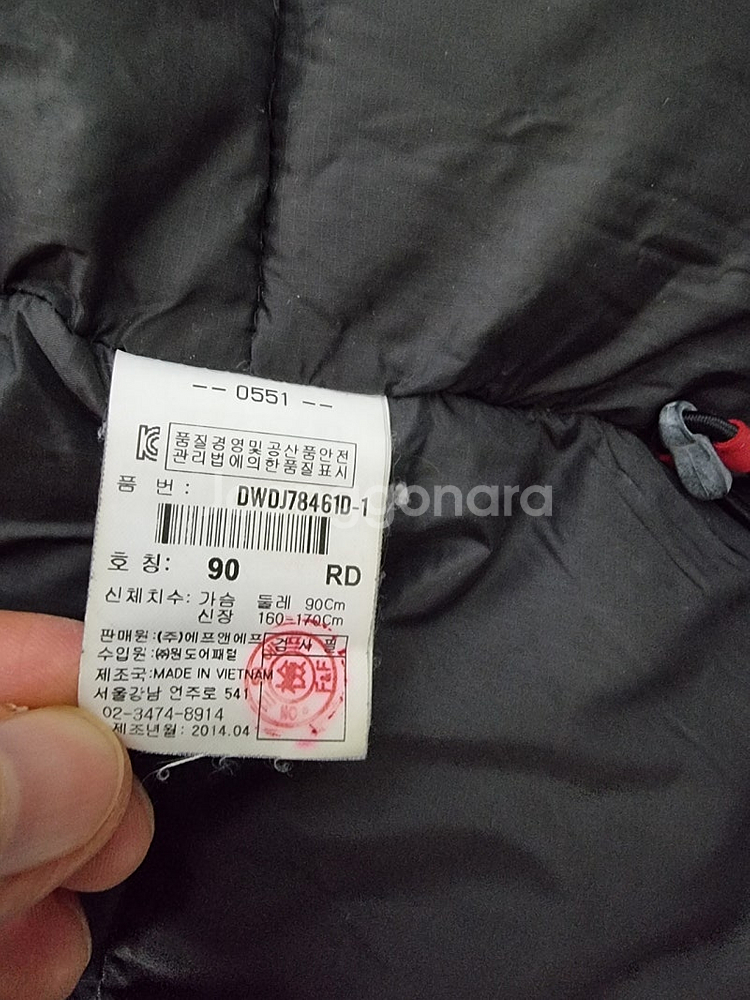 -- 0551 --
품질경영및공산품안전
관리법에의한품질표시
품 번 : DWDJ78461D-1
호 칭: 90 RD
신체치수: 가슴 둘레 90Cm
신장 160-170Cm
판매원:(주)에프앤에프
수입원:㈜원도어패럴
제조국:MADE IN VIETNAM
서울강남 언주로 541
02-3474-8914
제조년월: 2014.04
검 사 필
檢
F&F
NO